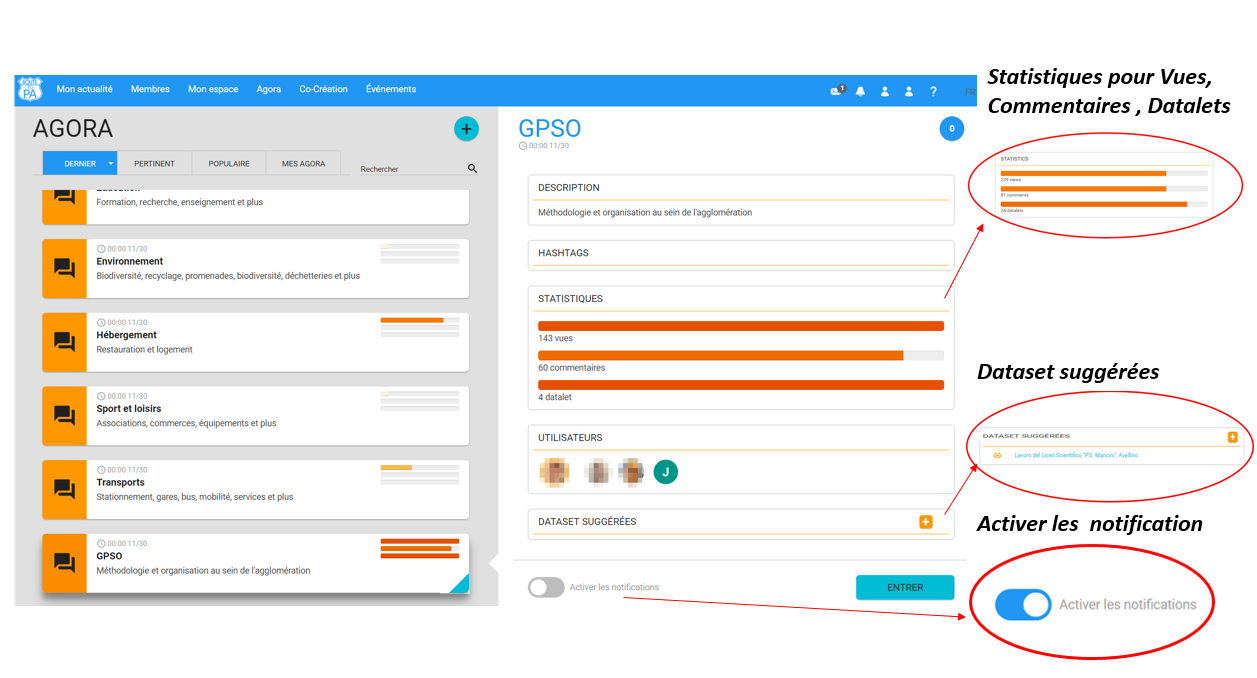 ROUTE
PA
Mon actualité
Membres
Mon espace
Agora
Co-Création
Événements
1
?
FR
AGORA
+
DERNIER
PERTINENT
POPULAIRE
MES AGORA
Rechercher
Formation, recherche, enseignement et plus
00:00 11/30
Environnement
Biodiversité, recyclage, promenades, biodiversité, déchetteries et plus
00:00 11/30
Hébergement
Restauration et logement
00:00 11/30
Sport et loisirs
Associations, commerces, équipements et plus
00:00 11/30
Transports
Stationnement, gares, bus, mobilité, services et plus
00:00 11/30
GPSO
Méthodologie et organisation au sein de l'agglomération
GPSO
00:00 11/30
0
DESCRIPTION
Méthodologie et organisation au sein de l'agglomération
HASHTAGS
STATISTIQUES
143 vues
60 commentaires
4 datalet
UTILISATEURS
J
DATASET SUGGÉRÉES
+
Activer les notifications
ENTRER
Statistiques pour Vues,
Commentaires , Datalets
STATISTICS
239 views
81 comments
24 datalets
Dataset suggérées
DATASET SUGGÉRÉES
+
Lavoro del Liceo Scientifico "P.S. Mancini", Avellino
Activer les notification
Activer les notifications